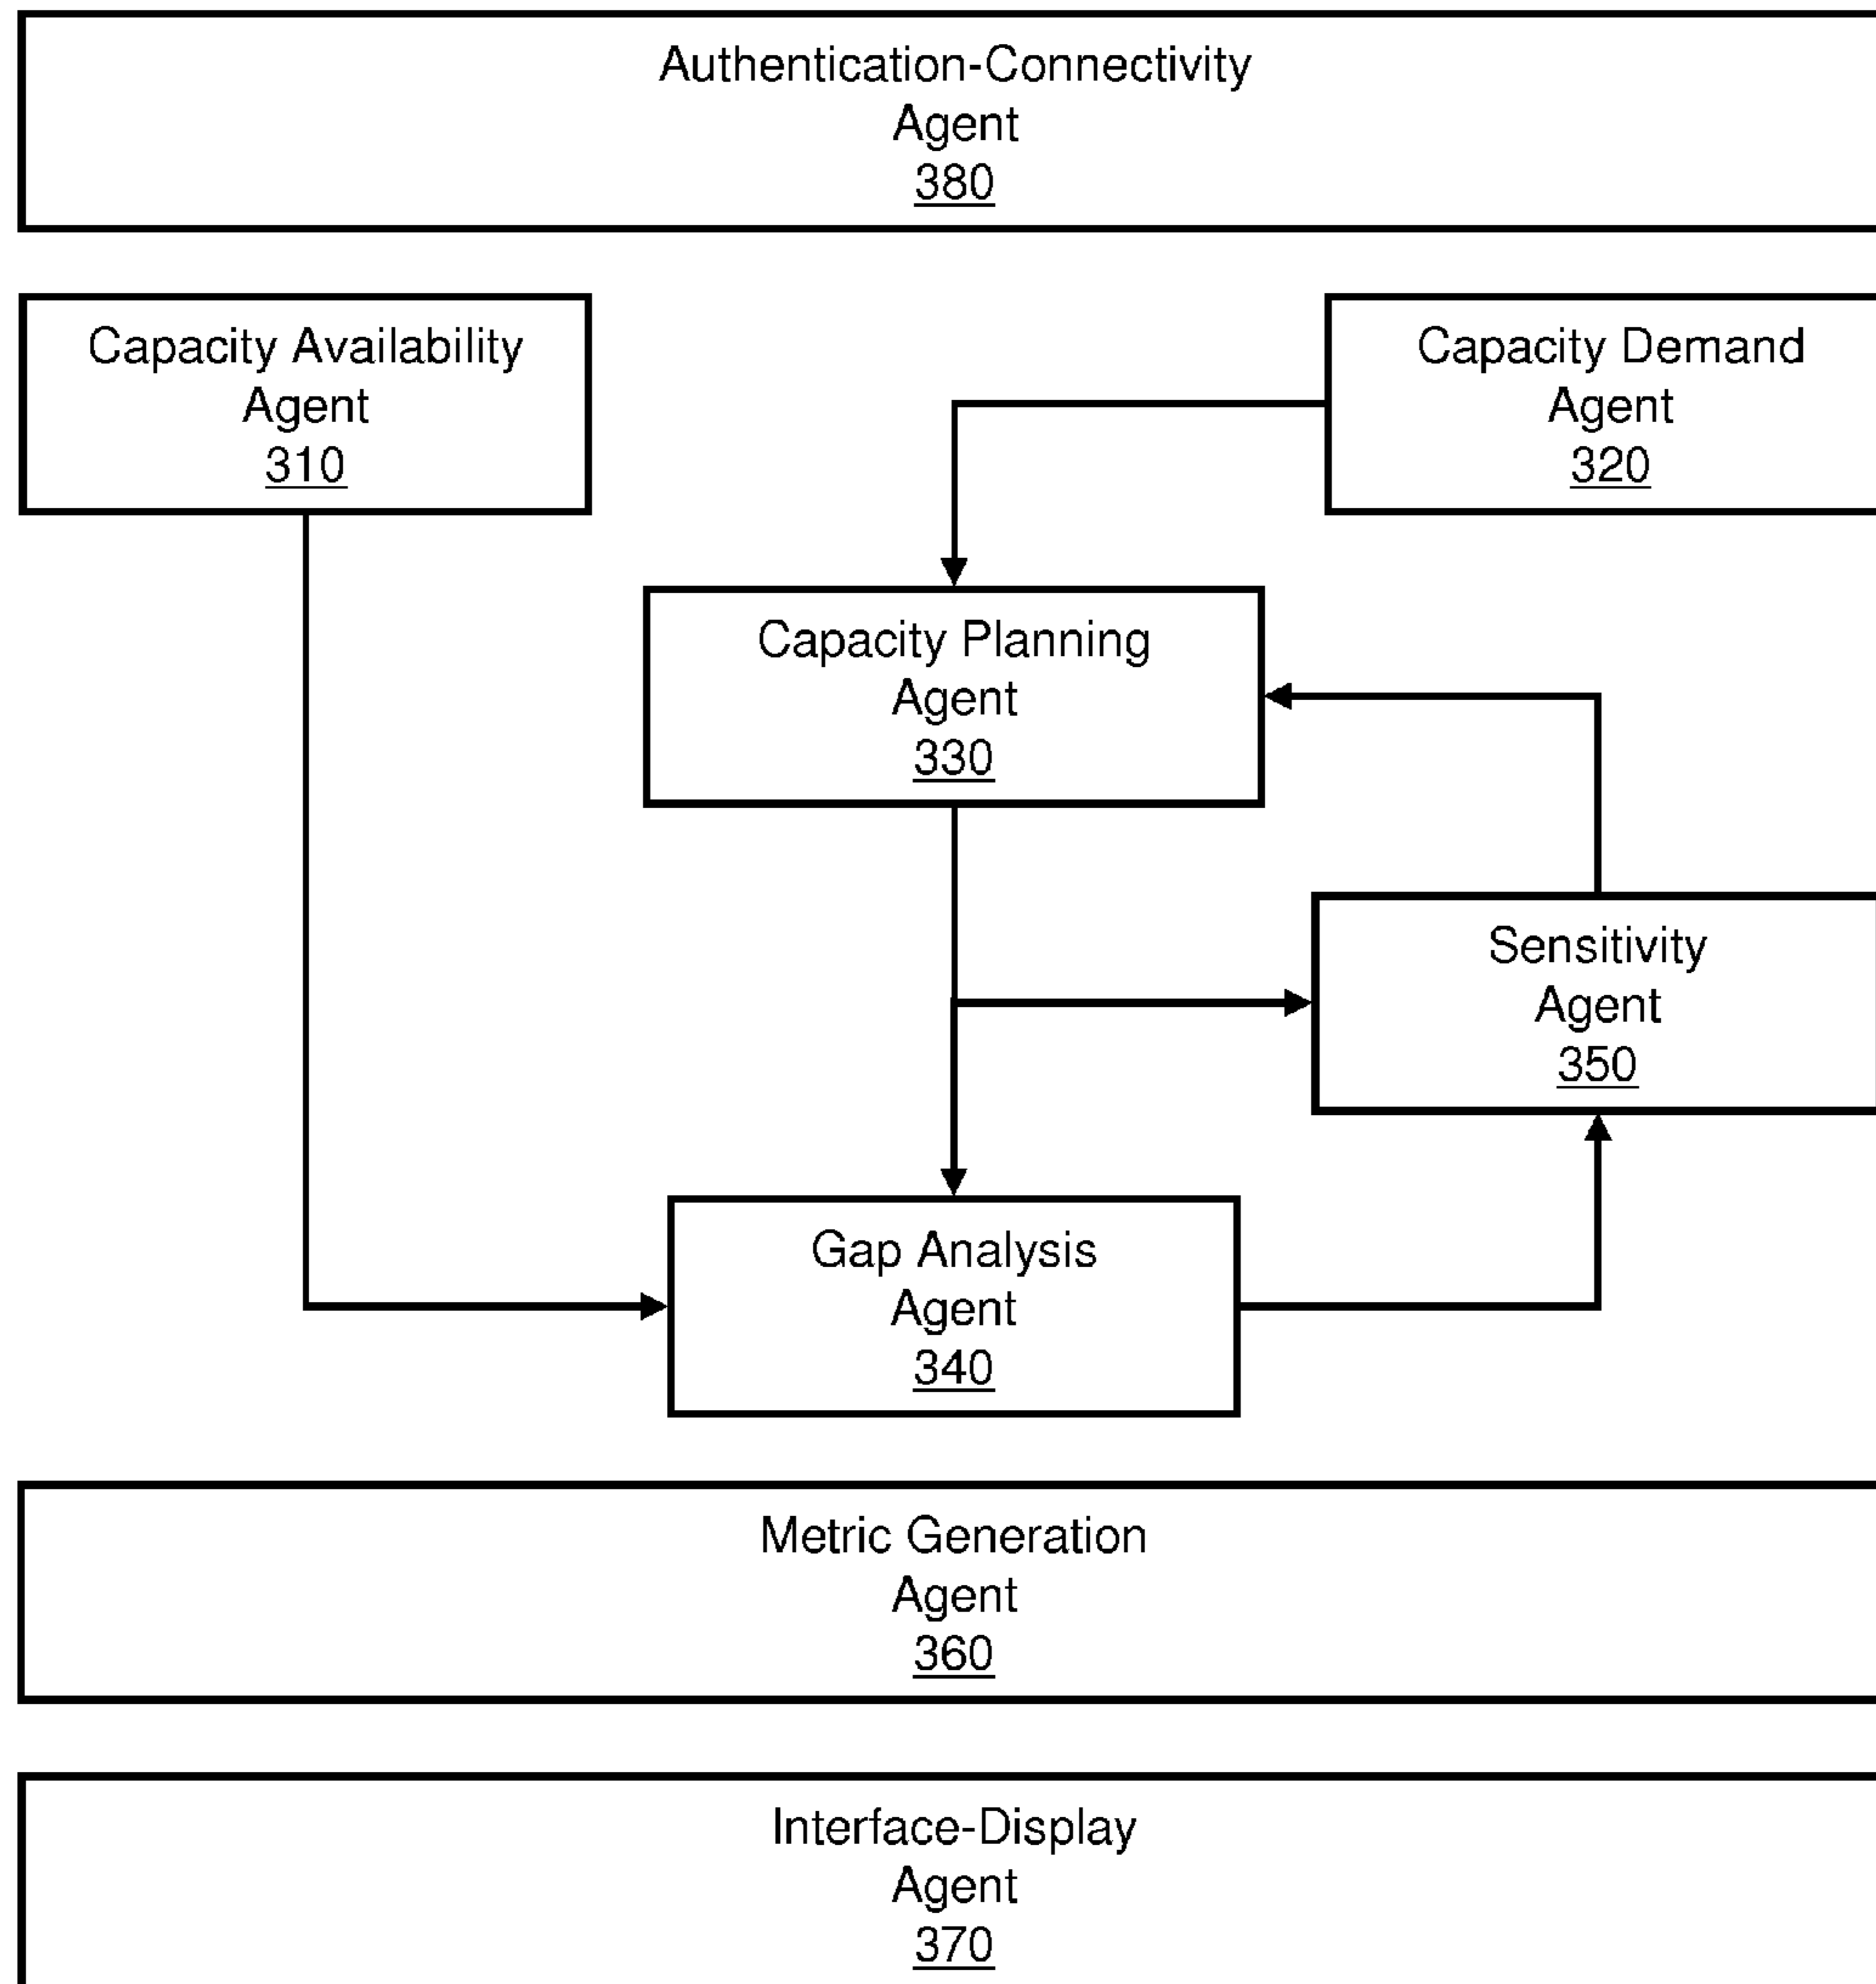 Authentication-Connectivity
Agent
380
Capacity Availability
Agent
310
Capacity Demand
Agent
320
Capacity Planning
Agent
330
Sensitivity
Agent
350
Gap Analysis
Agent
340
Metric Generation
Agent
360
Interface-Display
Agent
370